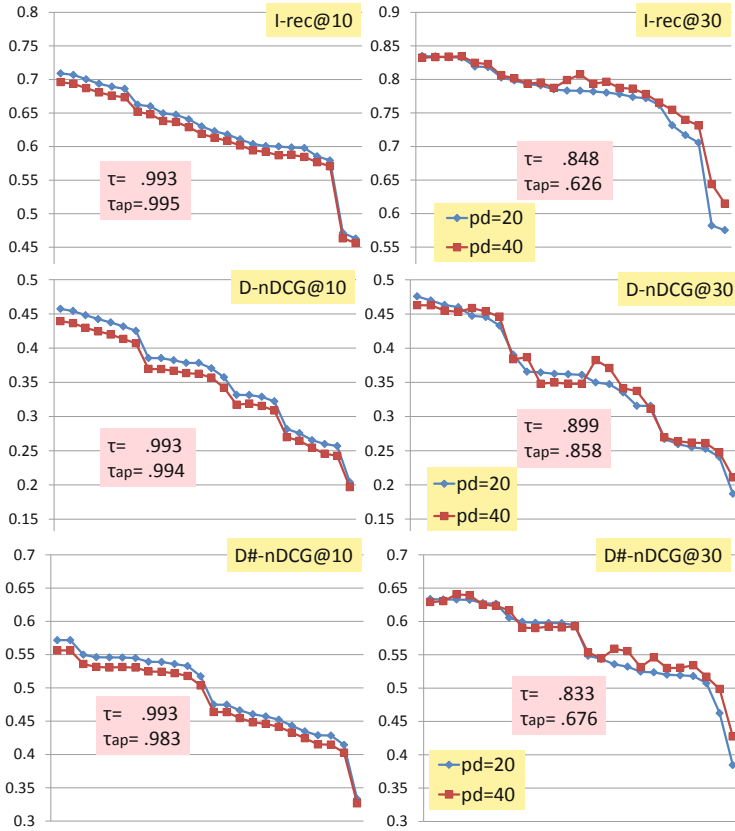 I-rec@10
0.8
0.75
0.7
0.65
0.6
0.55
0.5
0.45
τ= .993
τap=.995
I-rec@30
0.9
0.85
0.8
0.75
0.7
0.65
0.6
0.55
τ= .848
τap=.626
pd=20
pd=40
D-nDCG@10
0.5
0.45
0.4
0.35
0.3
0.25
0.2
0.15
τ= .993
τap=.994
D-nDCG@30
0.5
0.45
0.4
0.35
0.3
0.25
0.2
0.15
τ= .899
τap=.858
pd=20
pd=40
D#-nDCG@10
0.7
0.65
0.6
0.55
0.5
0.45
0.4
0.35
0.3
τ= .993
τap=.983
D#-nDCG@30
0.7
0.65
0.6
0.55
0.5
0.45
0.4
0.35
0.3
τ= .833
τap=.676
pd=20
pd=40